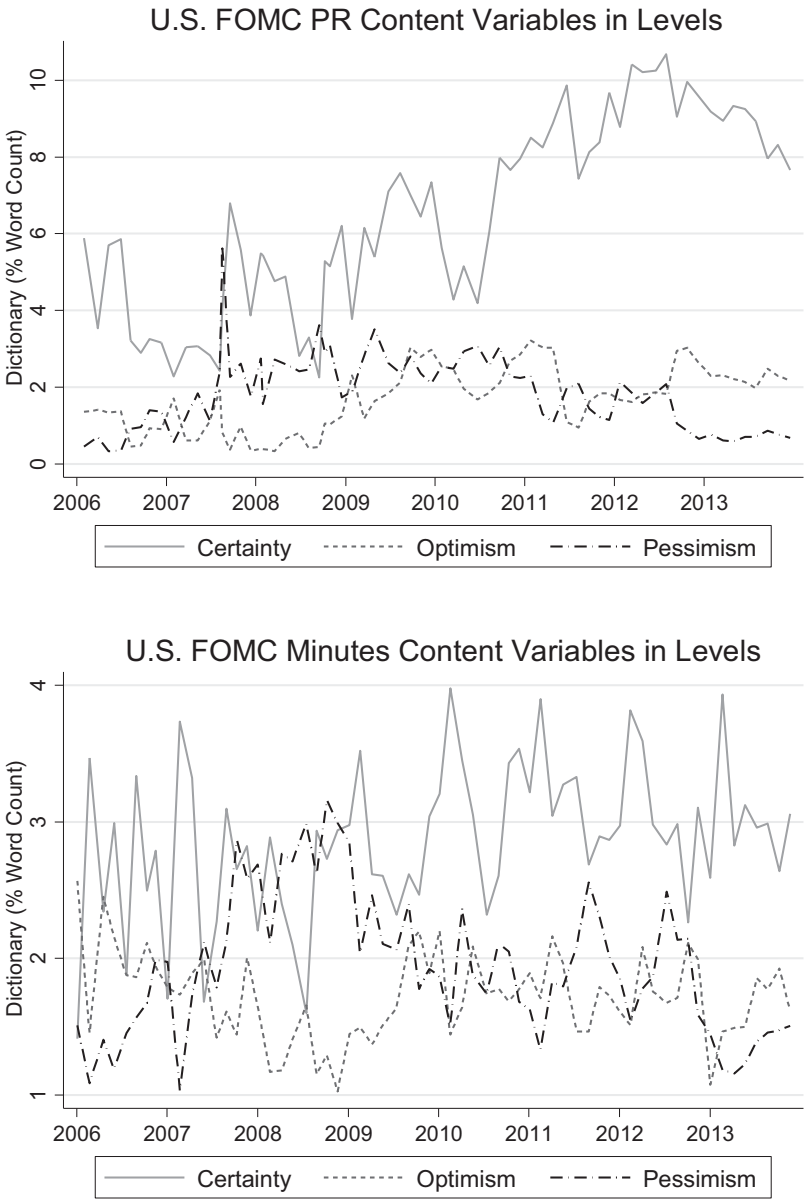 U.S. FOMC PR Content Variables in Levels
Dictionary (% Word Count)
10
8
6
4
2
0
2006 2007 2008 2009 2010 2011 2012 2013
Certainty Optimism Pessimism
U.S. FOMC Minutes Content Variables in Levels
Dictionary (% Word Count)
4
3
2
1
2006 2007 2008 2009 2010 2011 2012 2013
Certainty Optimism Pessimism